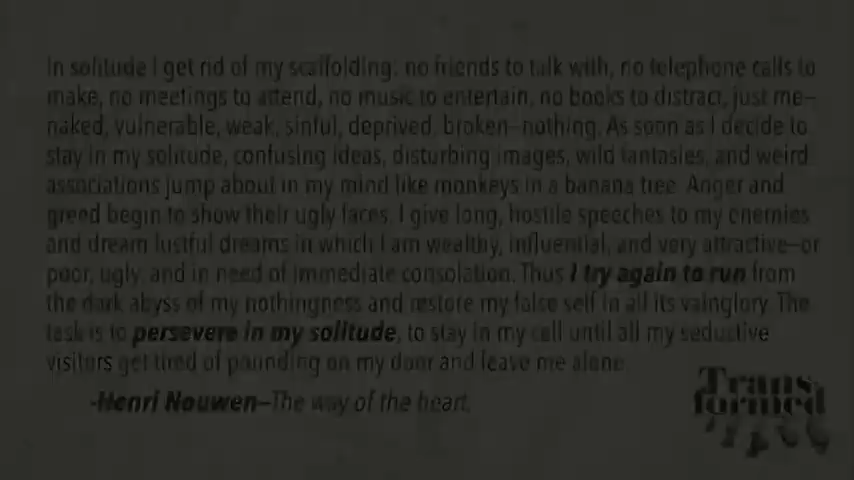 In solitude I get rid of my scaffolding: no friends to talk with, no telephone calls to
make, no meetings to attend, no music to entertain, no books to distract, just me–
naked, vulnerable, weak, sinful, deprived, broken–nothing. As soon as I decide to
stay in my solitude, confusing ideas, disturbing images, wild fantasies, and weird
associations jump about in my mind like monkeys in a banana tree. Anger and
greed begin to show their ugly faces. I give long, hostile speeches to my enemies
and dream lustful dreams in which I am wealthy, influential, and very attractive–or
poor, ugly, and in need of immediate consolation. Thus I try again to run from
the dark abyss of my nothingness and restore my false self in all its vainglory. The
task is to persevere in my solitude, to stay in my cell until all my seductive
visitors get tired of pounding on my door and leave me alone.
-Henri Nouwen–The way of the heart.
Trans
formed